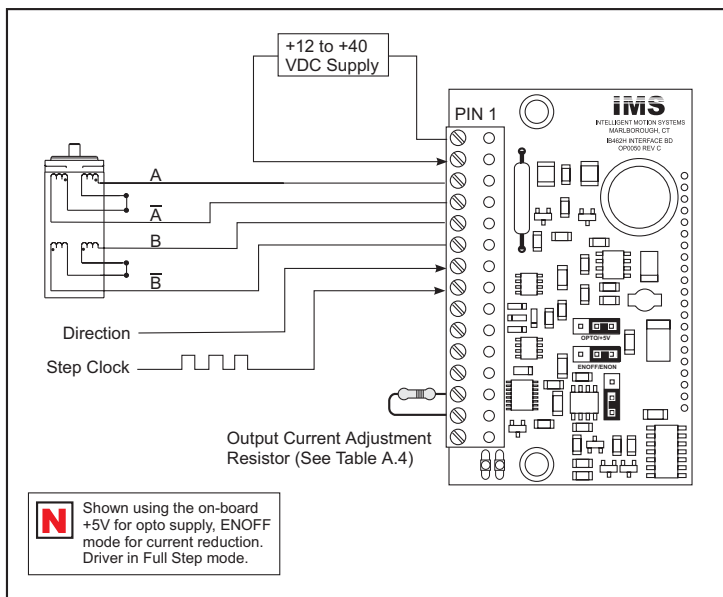 +12 to +40
VDC Supply
PIN 1
IMS
INTELLIGENT MOTION SYSTEMS
MARLBOROUGH, CT
IB462H INTERFACE BD
OP0050 REV C
A
A̅
B
B̅
Direction
Step Clock
OPTO/+5V
ENOFF/ENON
Output Current Adjustment
Resistor (See Table A.4)
N
Shown using the on-board
+5V for opto supply, ENOFF
mode for current reduction.
Driver in Full Step mode.